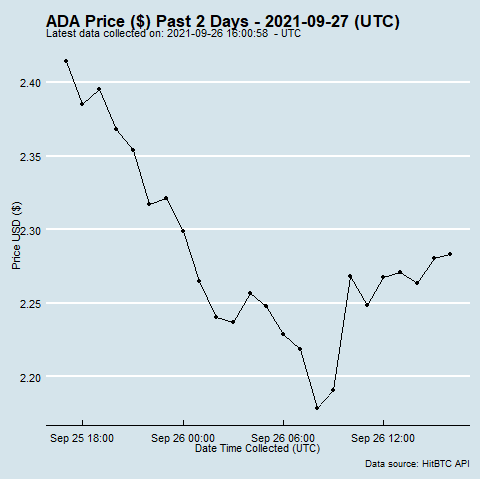 ADA Price ($) Past 2 Days - 2021-09-27 (UTC)
Latest data collected on: 2021-09-26 16:00:58 - UTC
2.40
2.35
2.30
2.25
2.20
Price USD ($)
Sep 25 18:00 Sep 26 00:00 Sep 26 06:00 Sep 26 12:00
Date Time Collected (UTC)
Data source: HitBTC API